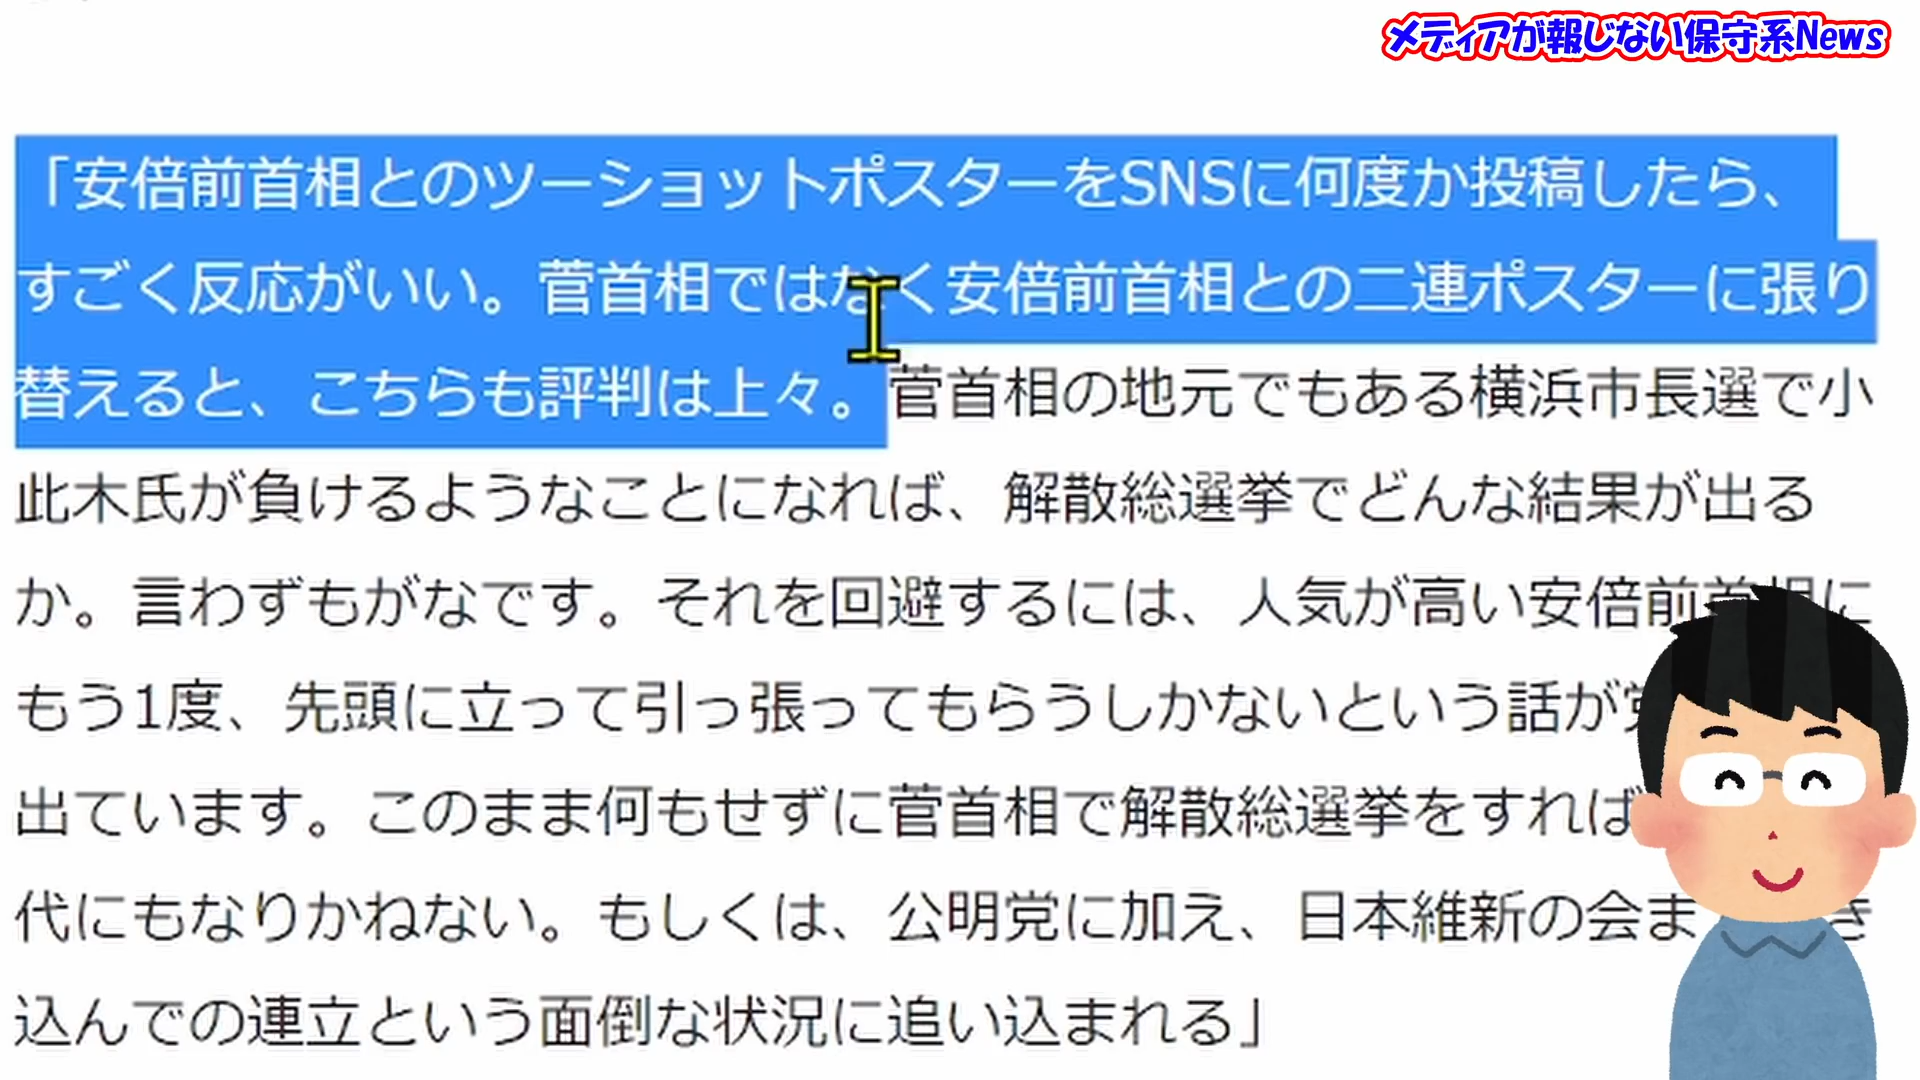 メディアが報じない保守系News
「安倍前首相とのツーショットポスターをSNSに何度か投稿したら、
すごく反応がいい。菅首相ではなく安倍前首相との二連ポスターに張り
替えると、こちらも評判は上々。菅首相の地元でもある横浜市長選で小
此木氏が負けるようなことになれば、解散総選挙でどんな結果が出る
か。言わずもがなです。それを回避するには、人気が高い安倍前首相に
もう1度、先頭に立って引っ張ってもらうしかないという話が
出ています。このまま何もせずに菅首相で解散総選挙をすれば
代にもなりかねない。もしくは、公明党に加え、日本維新の会ま き
込んでの連立という面倒な状況に追い込まれる」